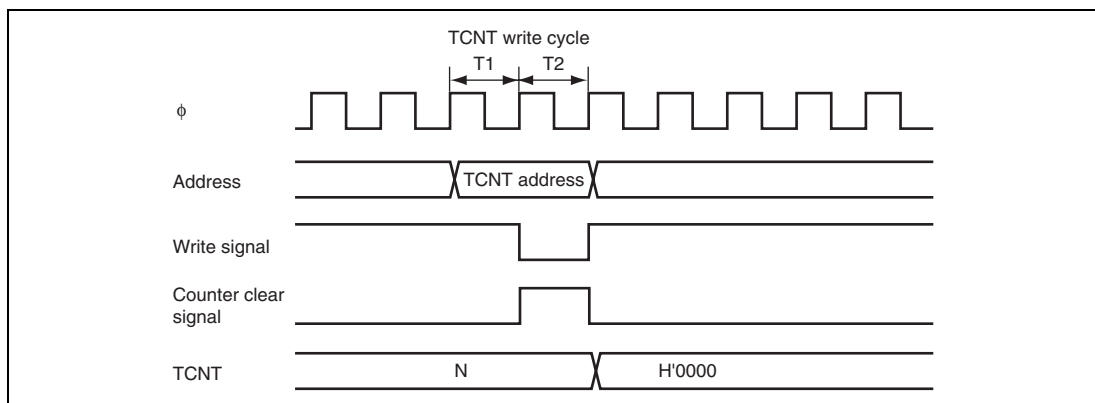 TCNT write cycle
T1 T2
ϕ
Address TCNT address
Write signal
Counter clear
signal
TCNT N H'0000